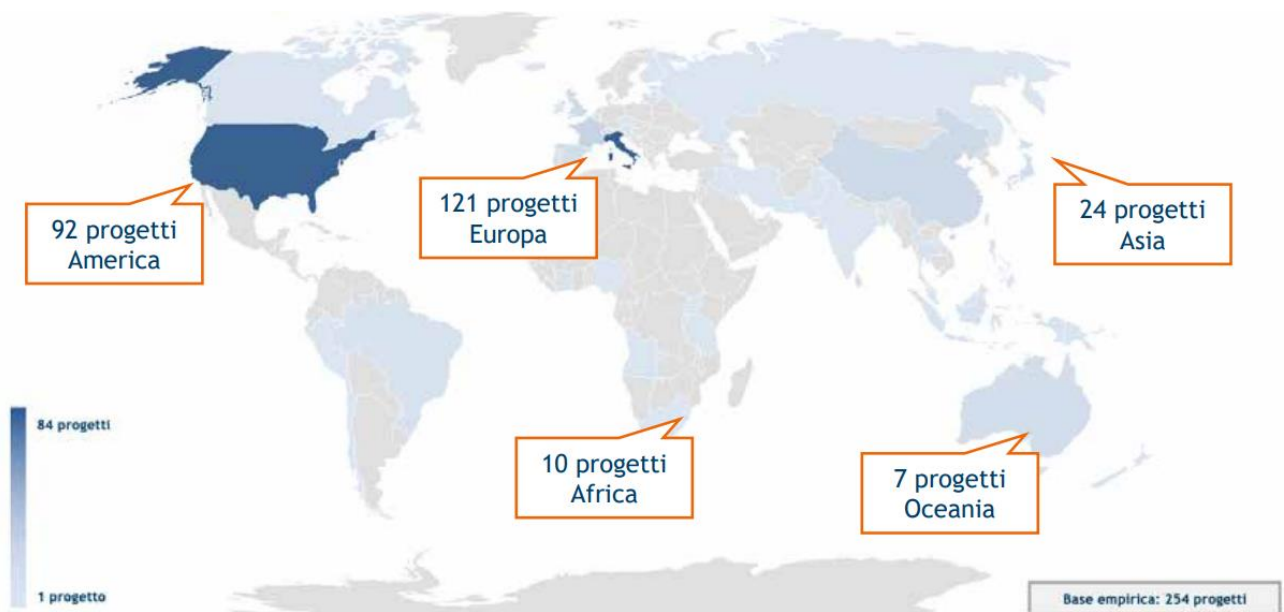 92 progetti
America
121 progetti
Europa
24 progetti
Asia
10 progetti
Africa
7 progetti
Oceania
84 progetti
1 progetto
Base empirica: 254 progetti